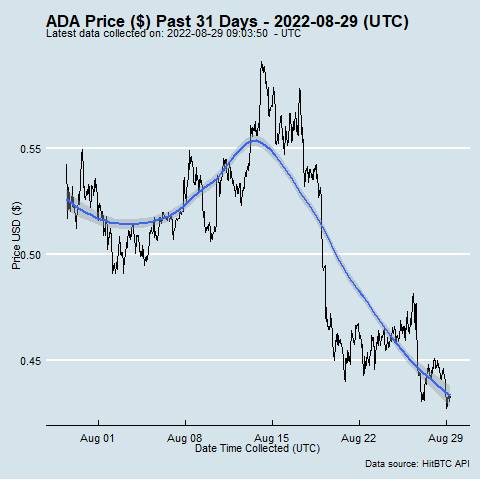 ADA Price ($) Past 31 Days - 2022-08-29 (UTC)
Latest data collected on: 2022-08-29 09:03:50  - UTC
0.55
0.50
0.45
Price USD ($)
Aug 01
Aug 08
Aug 15
Aug 22
Aug 29
Date Time Collected (UTC)
Data source: HitBTC API